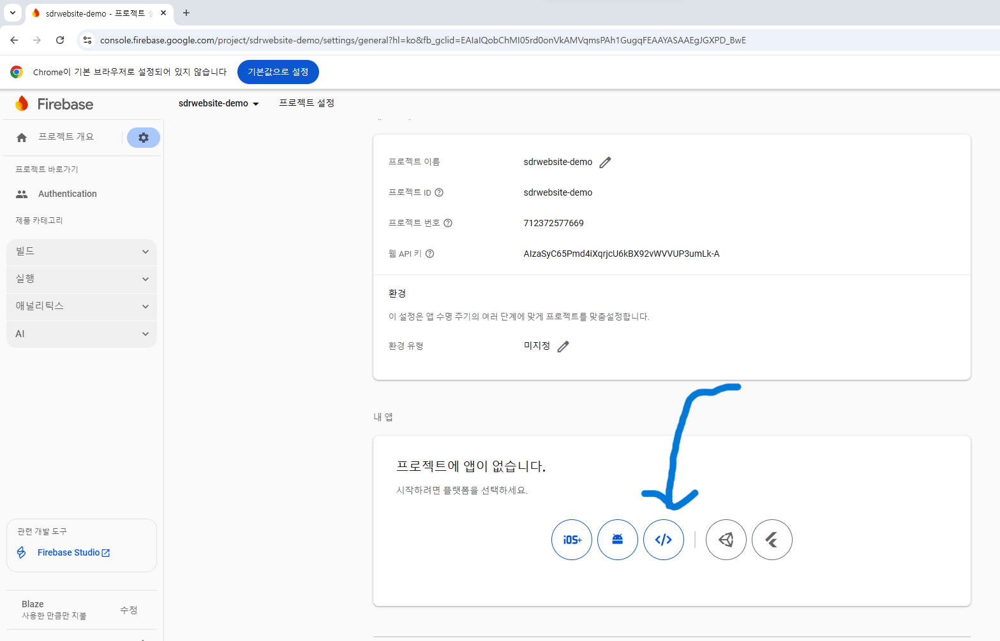 sdrwebsite-demo - 프로젝트 설
console.firebase.google.com/project/sdrwebsite-demo/settings/general?hl=ko&fb_gclid=EAIaIQobChMI05rd0onVkAMVqmsPAh1GugqFEAAYASAAEgJGXPD_BwE
Chrome이 기본 브라우저로 설정되어 있지 않습니다 기본값으로 설정
Firebase sdrwebsite-demo 프로젝트 설정
프로젝트 개요
프로젝트 바로가기
Authentication
제품 카테고리
빌드
실행
애널리틱스
AI
관련 개발 도구
Firebase Studio
Blaze
사용한 만큼만 지불
수정
프로젝트 이름 sdrwebsite-demo
프로젝트 ID sdrwebsite-demo
프로젝트 번호 712372577669
웹 API 키 AIzaSyC65Pmd4iXqrjcU6kBX92vWVVUP3umLk-A
환경
이 설정은 앱 수명 주기의 여러 단계에 맞게 프로젝트를 맞춤설정합니다.
환경 유형 미지정
내 앱
프로젝트에 앱이 없습니다.
시작하려면 플랫폼을 선택하세요.
iOS+ </>